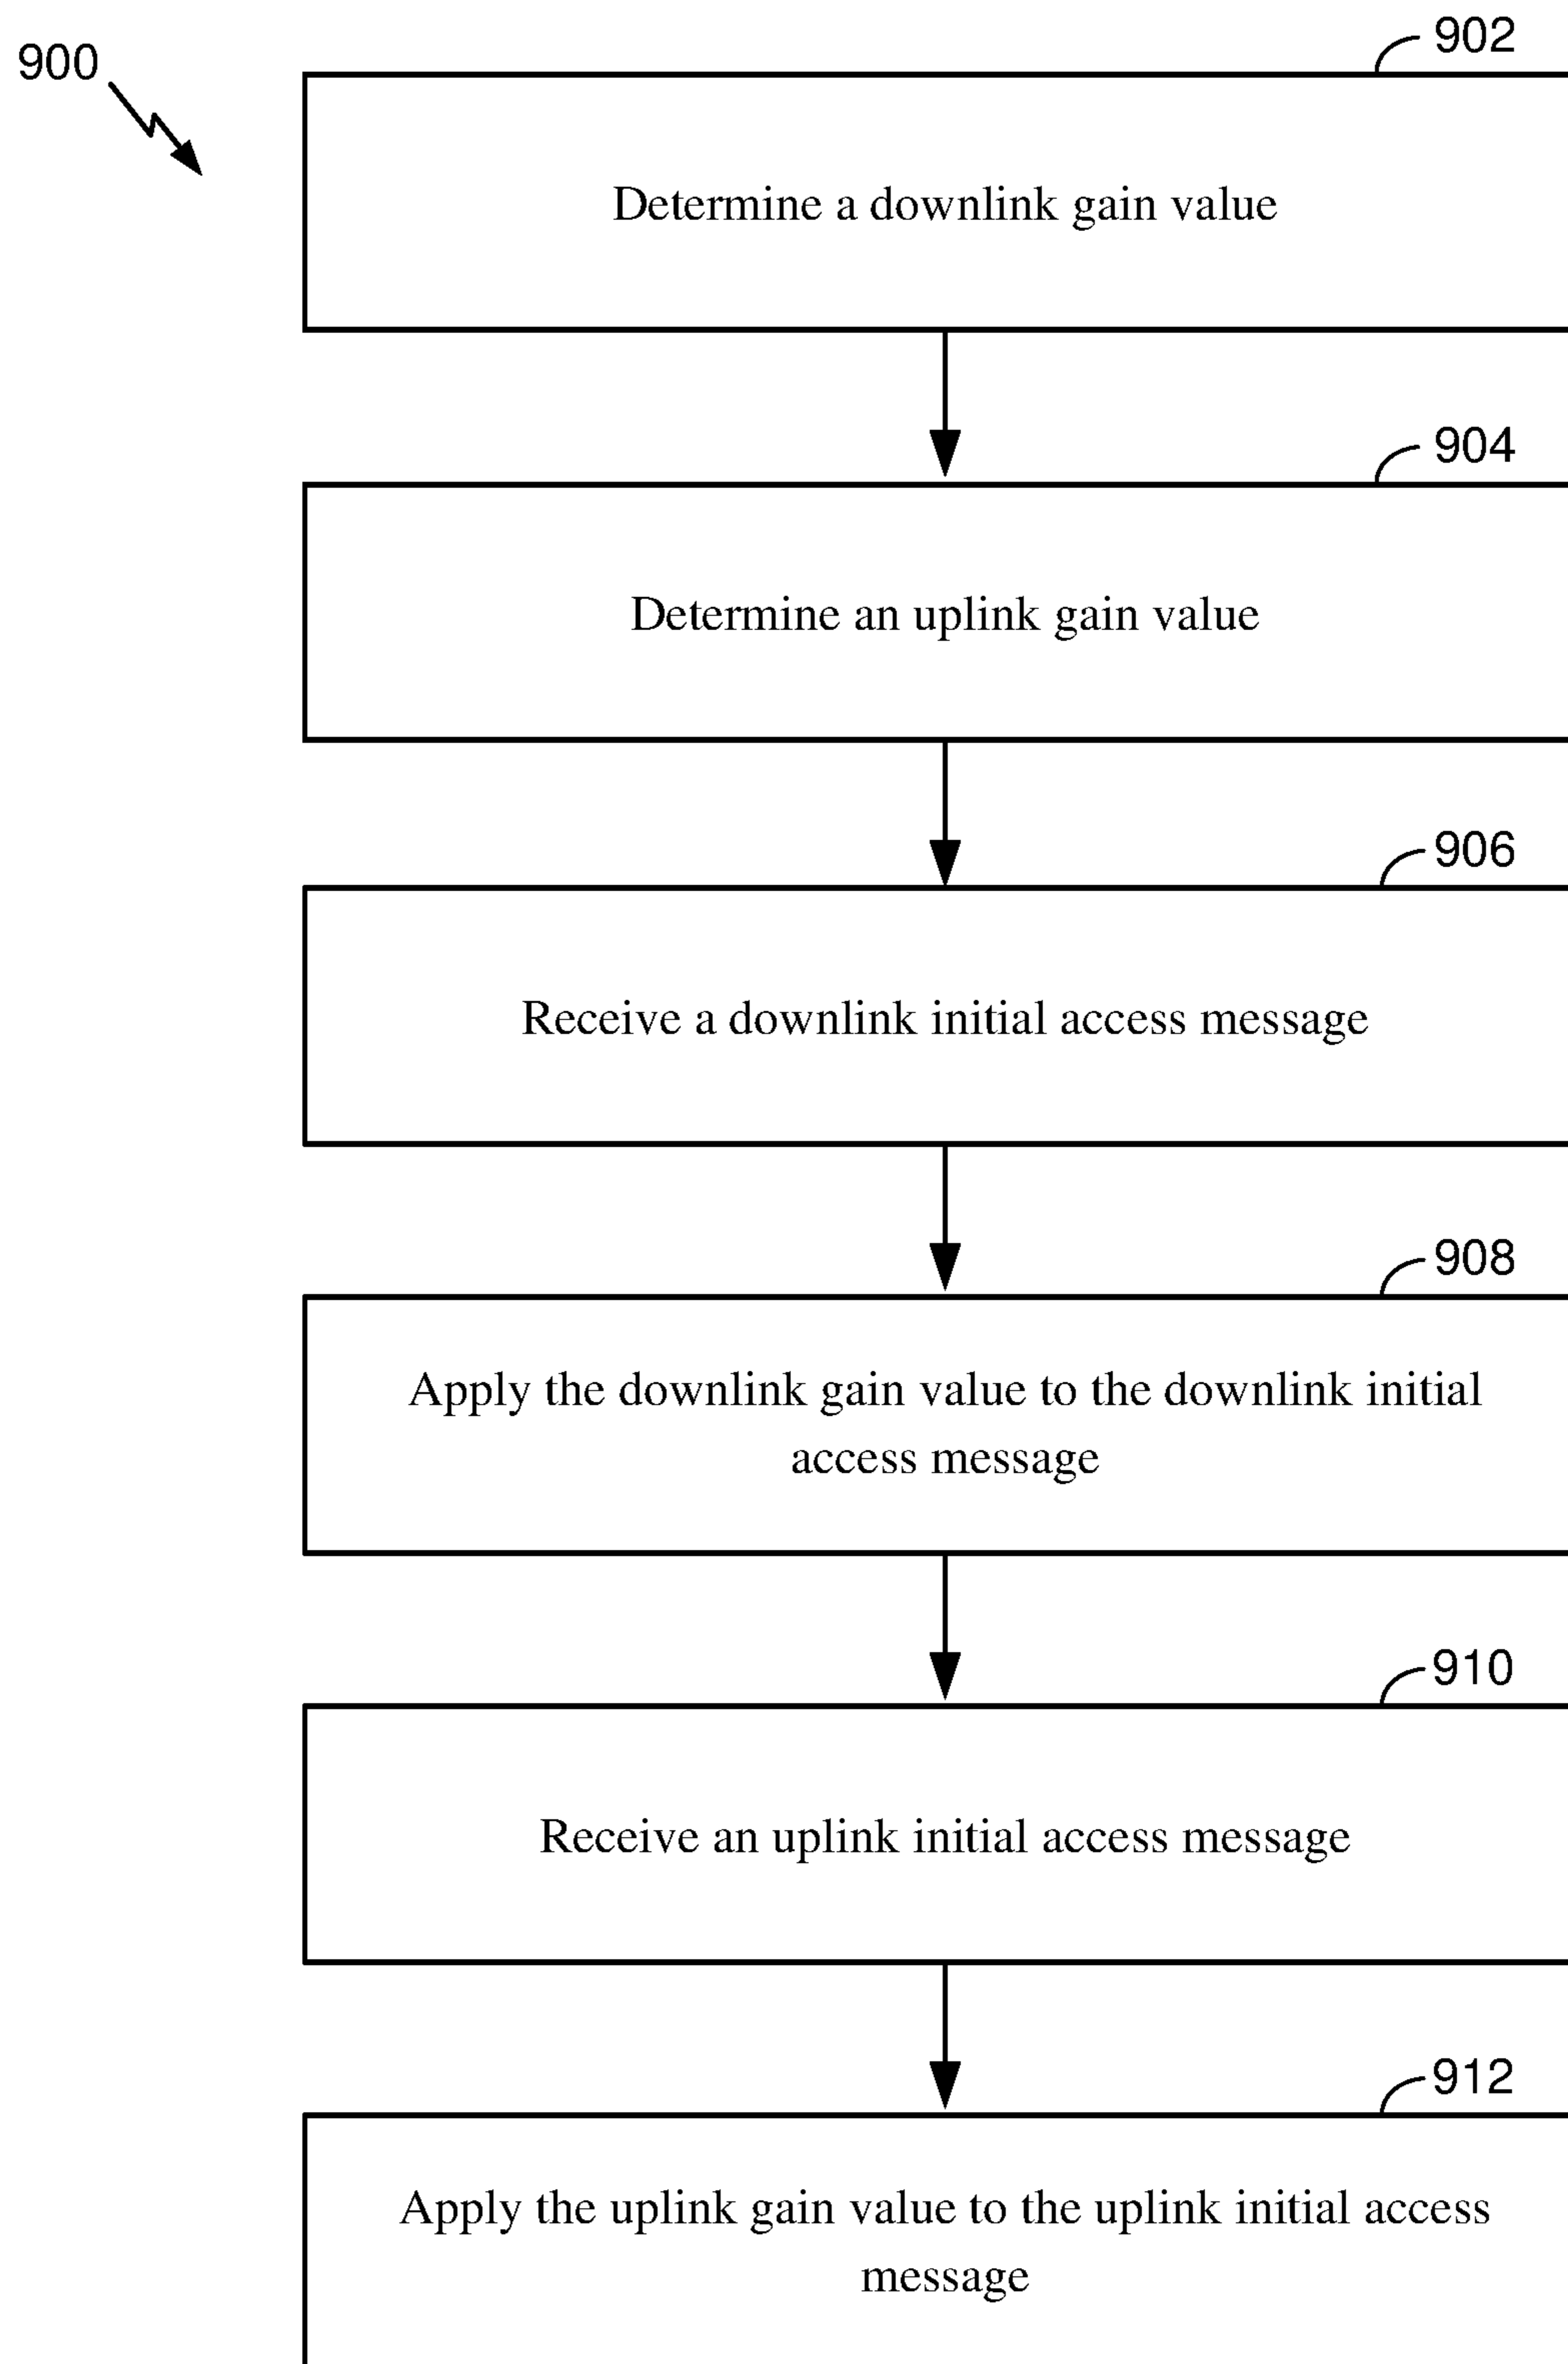 900
902
Determine a downlink gain value
904
Determine an uplink gain value
906
Receive a downlink initial access message
908
Apply the downlink gain value to the downlink initial
access message
910
Receive an uplink initial access message
912
Apply the uplink gain value to the uplink initial access
message